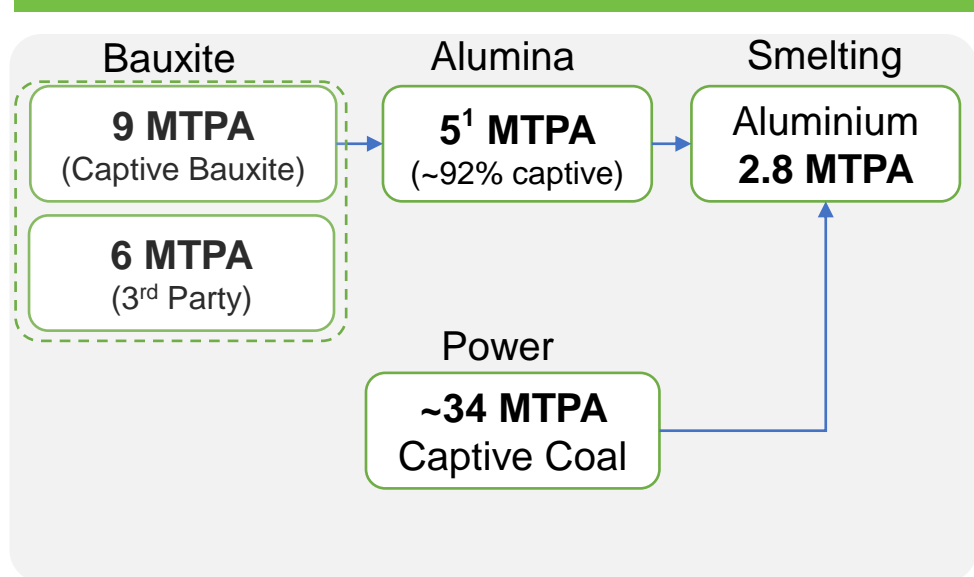 Bauxite
9 MTPA
(Captive Bauxite)
6 MTPA
(3rd Party)
Alumina
5¹ MTPA
(~92% captive)
Smelting
Aluminium
2.8 MTPA
Power
~34 MTPA
Captive Coal